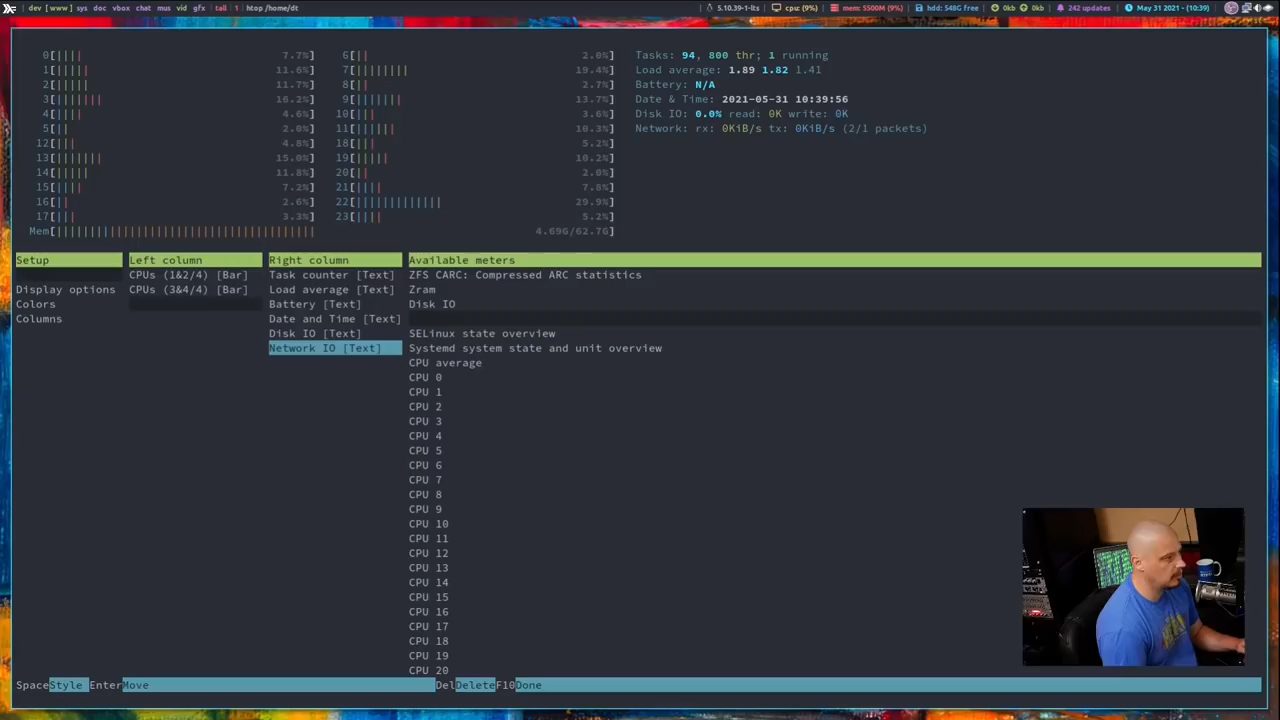 dev [ www ] sys doc vbox chat mus vid gfx | tall | 1 | htop /home/dt
5.10.39-1-lts | cpu: (9%) | mem: 5500M (9%) | hdd: 548G free | 0kb 0kb | 242 updates | May 31 2021 - (10:39)
0[|||| 7.7%] 6[|| 2.0%] Tasks: 94, 800 thr; 1 running
1[||||| 11.6%] 7[|||||||| 19.4%] Load average: 1.89 1.82 1.41
2[||||| 11.7%] 8[|| 2.7%] Battery: N/A
3[||||||| 16.2%] 9[||||||| 13.7%] Date & Time: 2021-05-31 10:39:56
4[|||| 4.6%] 10[||| 3.6%] Disk IO: 0.0% read: 0K write: 0K
5[|| 2.0%] 11[|||||| 10.3%] Network: rx: 0KiB/s tx: 0KiB/s (2/1 packets)
12[||| 4.8%] 18[||| 5.2%]
13[||||||| 15.0%] 19[||||| 10.2%]
14[||||| 11.8%] 20[|| 2.0%]
15[|||| 7.2%] 21[|||| 7.8%]
16[|| 2.6%] 22[||||||||||||| 29.9%]
17[||| 3.3%] 23[|||| 5.2%]
Mem[|||||||||||||||||||||||||||||||||||| 4.69G/62.7G]
Setup Left column Right column Available meters
CPUs (1&2/4) [Bar] Task counter [Text] ZFS CARC: Compressed ARC statistics
Display options CPUs (3&4/4) [Bar] Load average [Text] Zram
Colors Battery [Text] Disk IO
Columns Date and Time [Text]
Disk IO [Text] SELinux state overview
Network IO [Text] Systemd system state and unit overview
CPU average
CPU 0
CPU 1
CPU 2
CPU 3
CPU 4
CPU 5
CPU 6
CPU 7
CPU 8
CPU 9
CPU 10
CPU 11
CPU 12
CPU 13
CPU 14
CPU 15
CPU 16
CPU 17
CPU 18
CPU 19
CPU 20
SpaceStyle EnterMove DelDelete F10Done